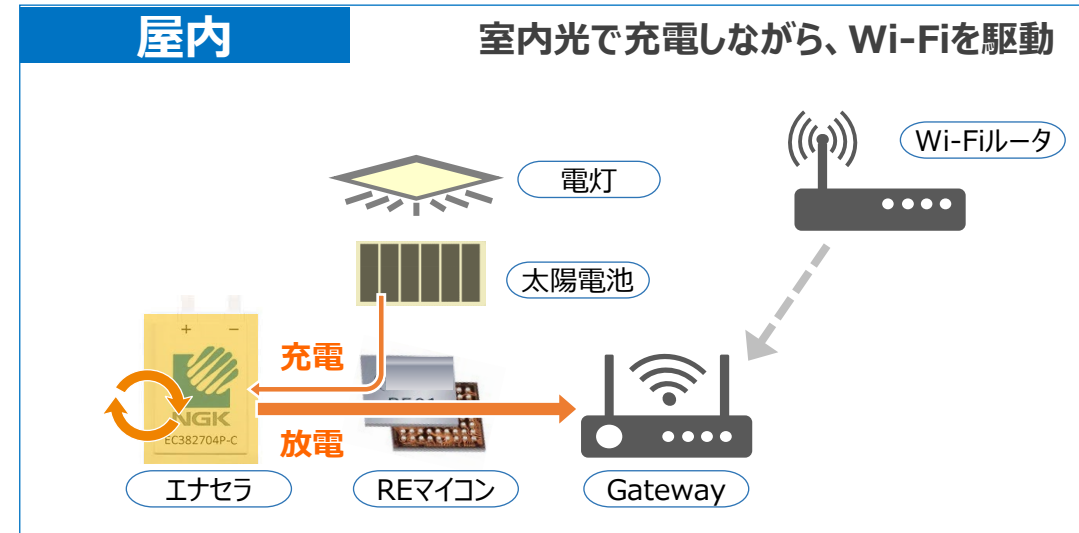 屋内
室内光で充電しながら、Wi-Fiを駆動
Wi-Fiルータ
電灯
太陽電池
+ −
充電
NGK
EC382704P-C
放電
エナセラ
REマイコン
Gateway